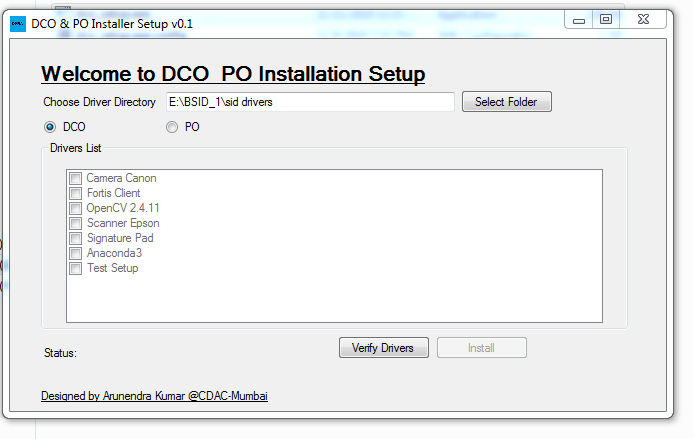 DCO & PO Installer Setup v0.1
Welcome to DCO PO Installation Setup
Choose Driver Directory E:\BSID_1\sid drivers Select Folder
DCO PO
Drivers List
Camera Canon
Fortis Client
OpenCV 2.4.11
Scanner Epson
Signature Pad
Anaconda3
Test Setup
Status: Verify Drivers Install
Designed by Arunendra Kumar @CDAC-Mumbai